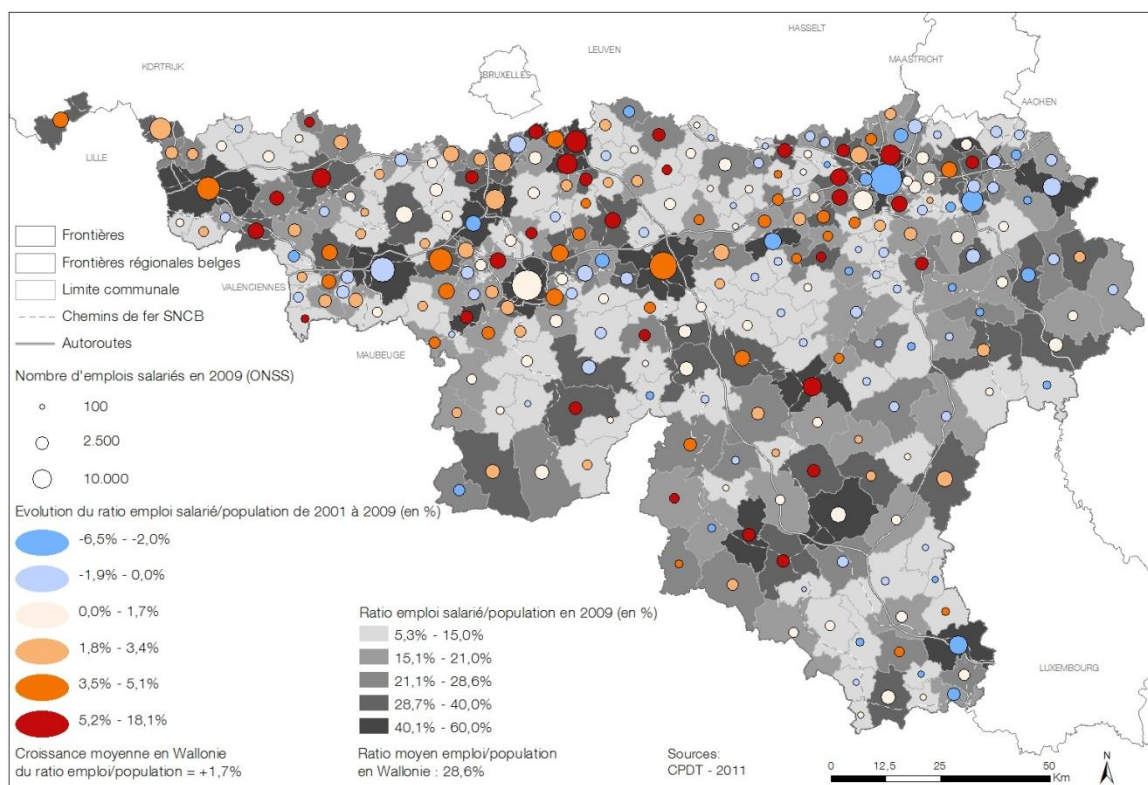 HASSELT
LEUVEN
KORTRIJK
MAASTRICHT
BRUXELLES
AACHEN
LILLE
VALENCIENNES
MAUBEUGE
LUXEMBOURG
Frontières
Frontières régionales belges
Limite communale
Chemins de fer SNCB
Autoroutes
Nombre d'emplois salariés en 2009 (ONSS)
100
2.500
10.000
Evolution du ratio emploi salarié/population de 2001 à 2009 (en %)
-6,5% - -2,0%
-1,9% - 0,0%
0,0% - 1,7%
1,8% - 3,4%
3,5% - 5,1%
5,2% - 18,1%
Croissance moyenne en Wallonie
du ratio emploi/population = +1,7%
Ratio emploi salarié/population en 2009 (en %)
5,3% - 15,0%
15,1% - 21,0%
21,1% - 28,6%
28,7% - 40,0%
40,1% - 60,0%
Ratio moyen emploi/population
en Wallonie : 28,6%
Sources:
CPDT - 2011
N
0 12,5 25 50
Km